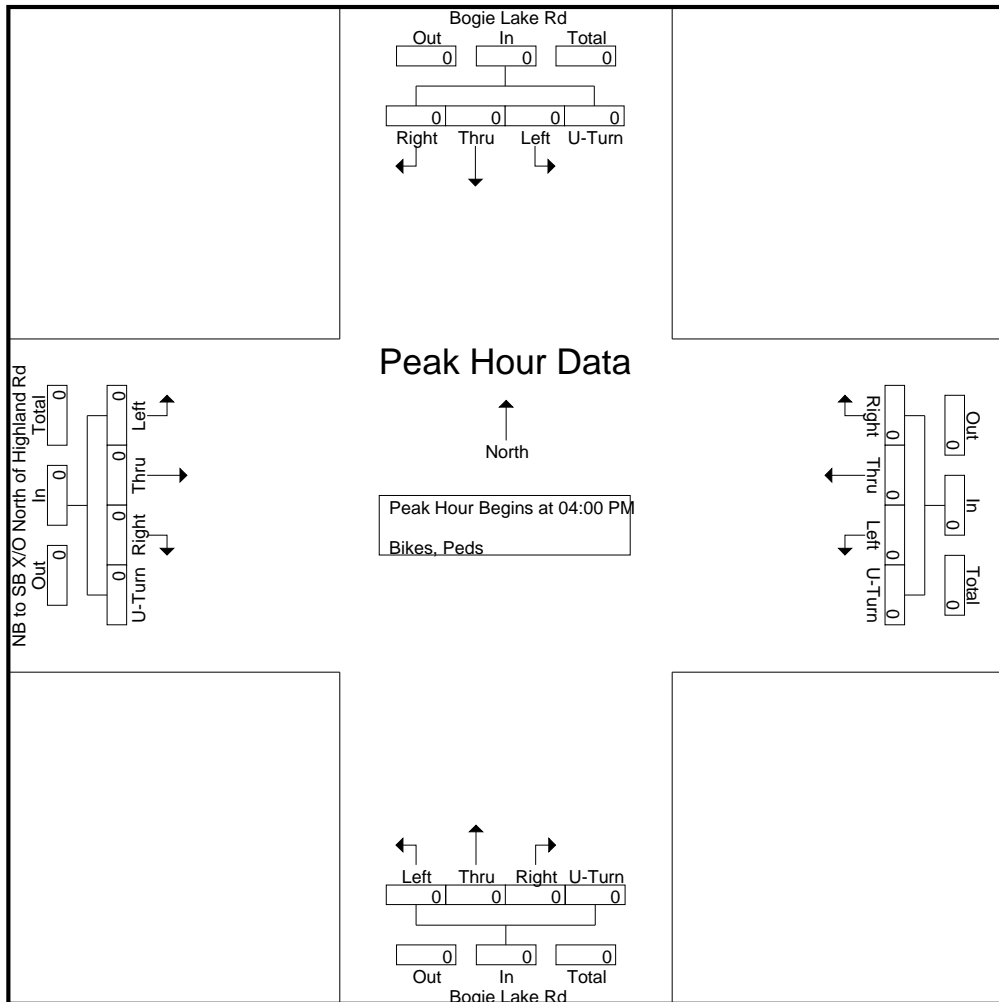 Bogie Lake Rd
Out In Total
0 0 0
0 0 0 0
Right Thru Left U-Turn
Peak Hour Data
North
Peak Hour Begins at 04:00 PM
Bikes, Peds
NB to SB X/O North of Highland Rd
Total In Out
0 0 0
0 0 0 0
Left Thru Right U-Turn
Right Thru Left U-Turn
0 0 0 0
0 0 0
Out In Total
Left Thru Right U-Turn
0 0 0 0
0 0 0
Out In Total
Bogie Lake Rd